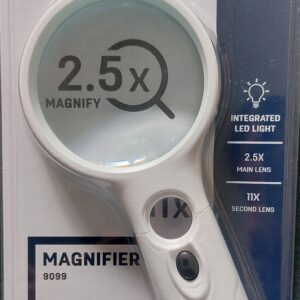 2.5x
MAGNIFY
INTEGRATED
LED LIGHT
2.5X
MAIN LENS
11X
SECOND LENS
11X
MAGNIFIER
9099